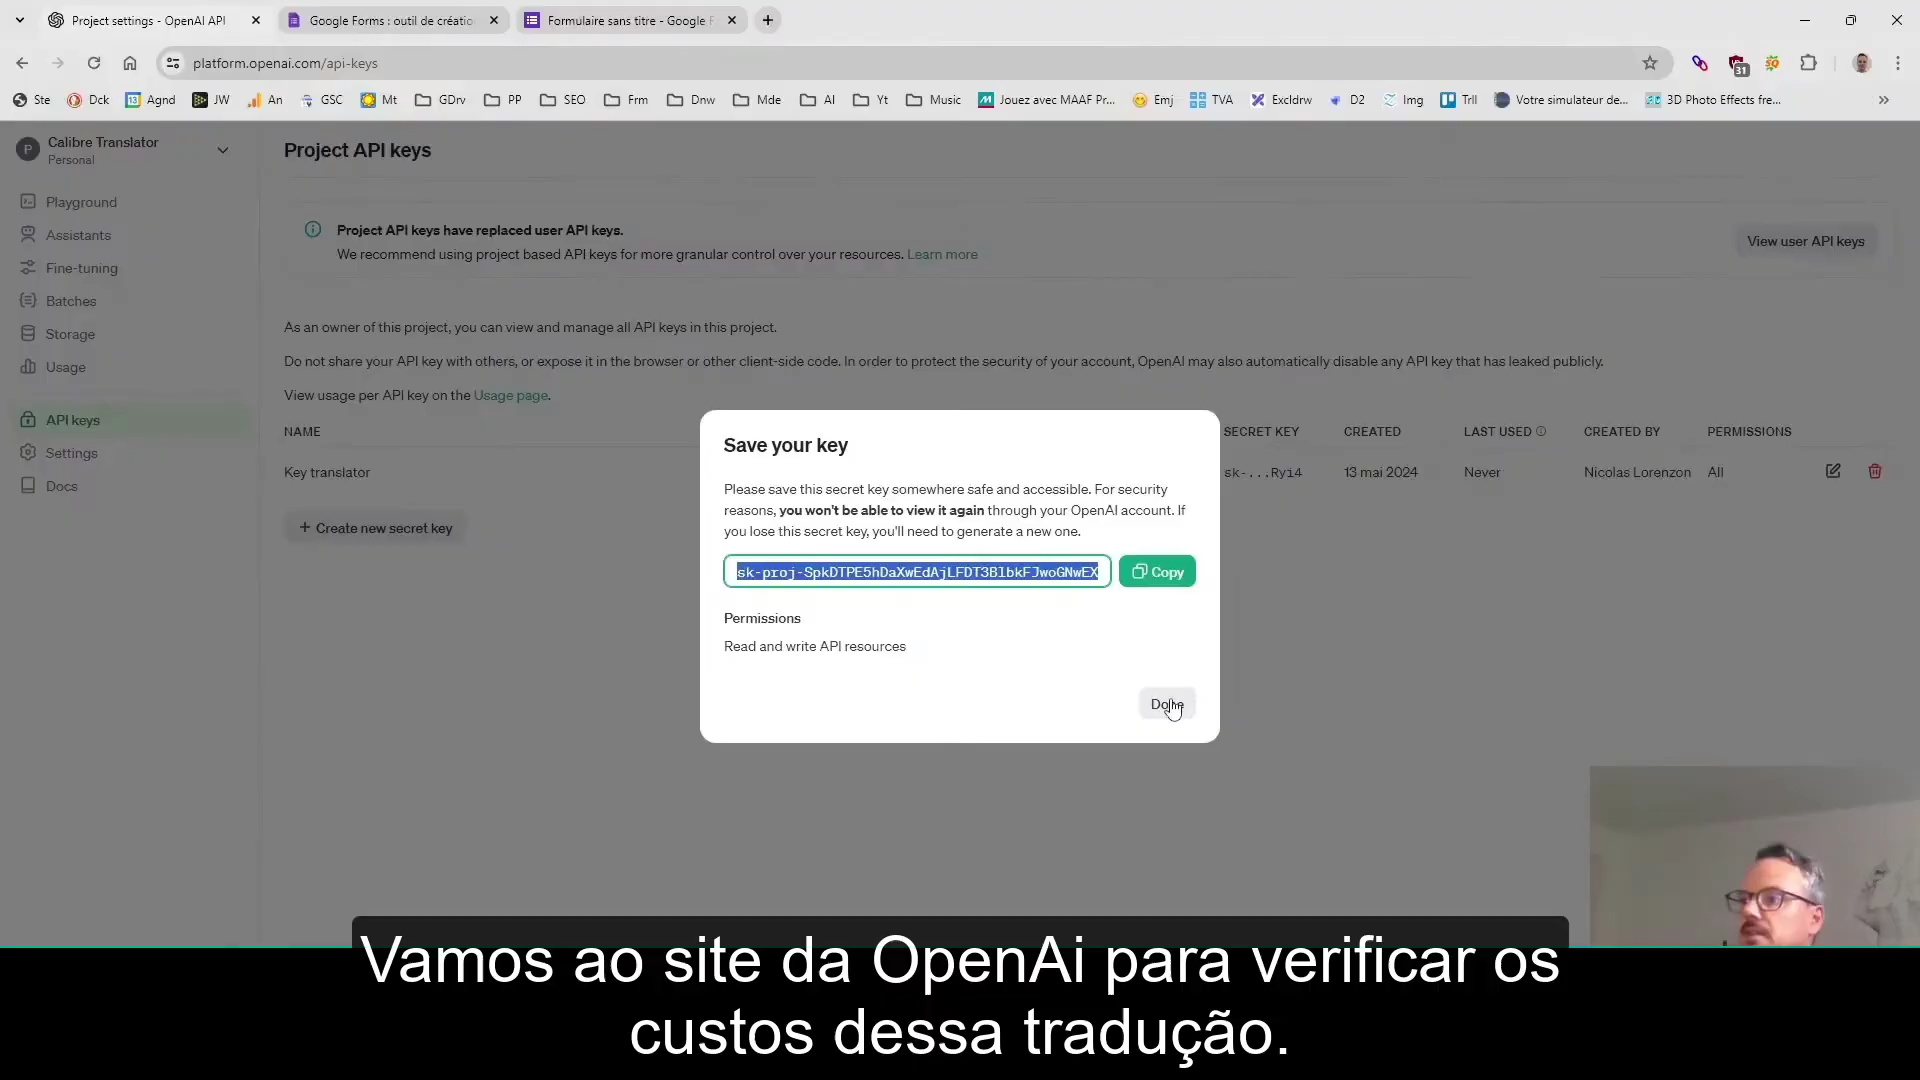 Project settings - OpenAI API
Google Forms : outil de créatio
Formulaire sans titre - Google F
platform.openai.com/api-keys
31
Ste
Dck
13 Agnd
JW
An
GSC
Mt
GDrv
PP
SEO
Frm
Dnw
Mde
AI
Yt
Music
Jouez avec MAAF Pr...
Emj
TVA
Excldrw
D2
Img
Trll
Votre simulateur de...
3D Photo Effects fre...
P
Calibre Translator
Personal
Playground
Assistants
Fine-tuning
Batches
Storage
Usage
API keys
Settings
Docs
Project API keys
Project API keys have replaced user API keys.
We recommend using project based API keys for more granular control over your resources. Learn more
View user API keys
As an owner of this project, you can view and manage all API keys in this project.
Do not share your API key with others, or expose it in the browser or other client-side code. In order to protect the security of your account, OpenAI may also automatically disable any API key that has leaked publicly.
View usage per API key on the Usage page.
NAME
SECRET KEY
CREATED
LAST USED
CREATED BY
PERMISSIONS
Key translator
sk-...Ryi4
13 mai 2024
Never
Nicolas Lorenzon
All
+ Create new secret key
Save your key
Please save this secret key somewhere safe and accessible. For security
reasons, you won't be able to view it again through your OpenAI account. If
you lose this secret key, you'll need to generate a new one.
sk-proj-SpkDTPE5hDaXwEdAjLFDT3BlbkFJwoGNwEX
Copy
Permissions
Read and write API resources
Done
Vamos ao site da OpenAi para verificar os
custos dessa tradução.